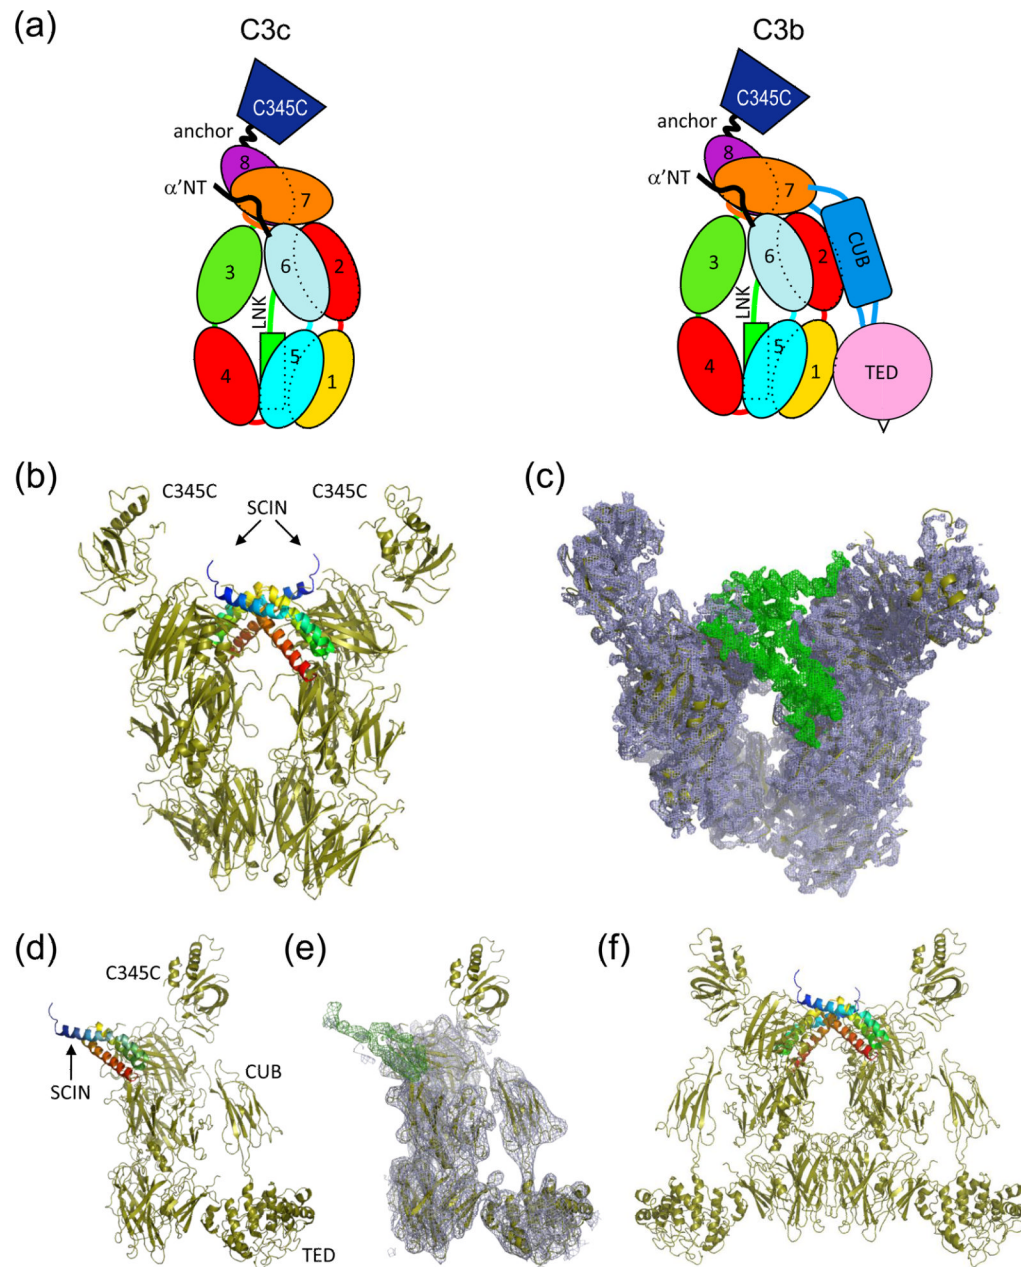 (a)
C3c
C3b
C345C
anchor
8
α'NT
7
3
6
2
LNK
4
5
1
C345C
anchor
8
α'NT
7
3
6
2
CUB
LNK
4
5
1
TED
(b)
C345C
SCIN
C345C
(c)
(d)
C345C
SCIN
CUB
TED
(e)
(f)